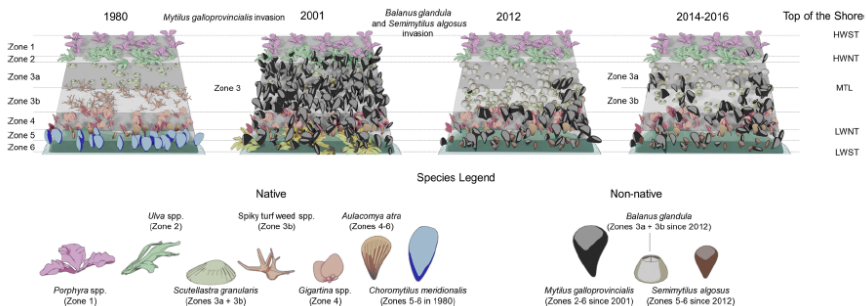 1980
Mytilus galloprovincialis invasion
2001
Balanus glandula
and Semimytilus algosus
invasion
2012
2014-2016
Top of the Shore
Zone 1
Zone 2
Zone 3a
Zone 3b
Zone 4
Zone 5
Zone 6
Zone 3
Zone 3a
Zone 3b
HWST
HWNT
MTL
LWNT
LWST
Species Legend
Native
Non-native
Ulva spp.
(Zone 2)
Spiky turf weed spp.
(Zone 3b)
Aulacomya atra
(Zones 4-6)
Porphyra spp.
(Zone 1)
Scutellastra granularis
(Zones 3a + 3b)
Gigartina spp.
(Zone 4)
Choromytilus meridionalis
(Zones 5-6 in 1980)
Balanus glandula
(Zones 3a + 3b since 2012)
Mytilus galloprovincialis
(Zones 2-6 since 2001)
Semimytilus algosus
(Zones 5-6 since 2012)